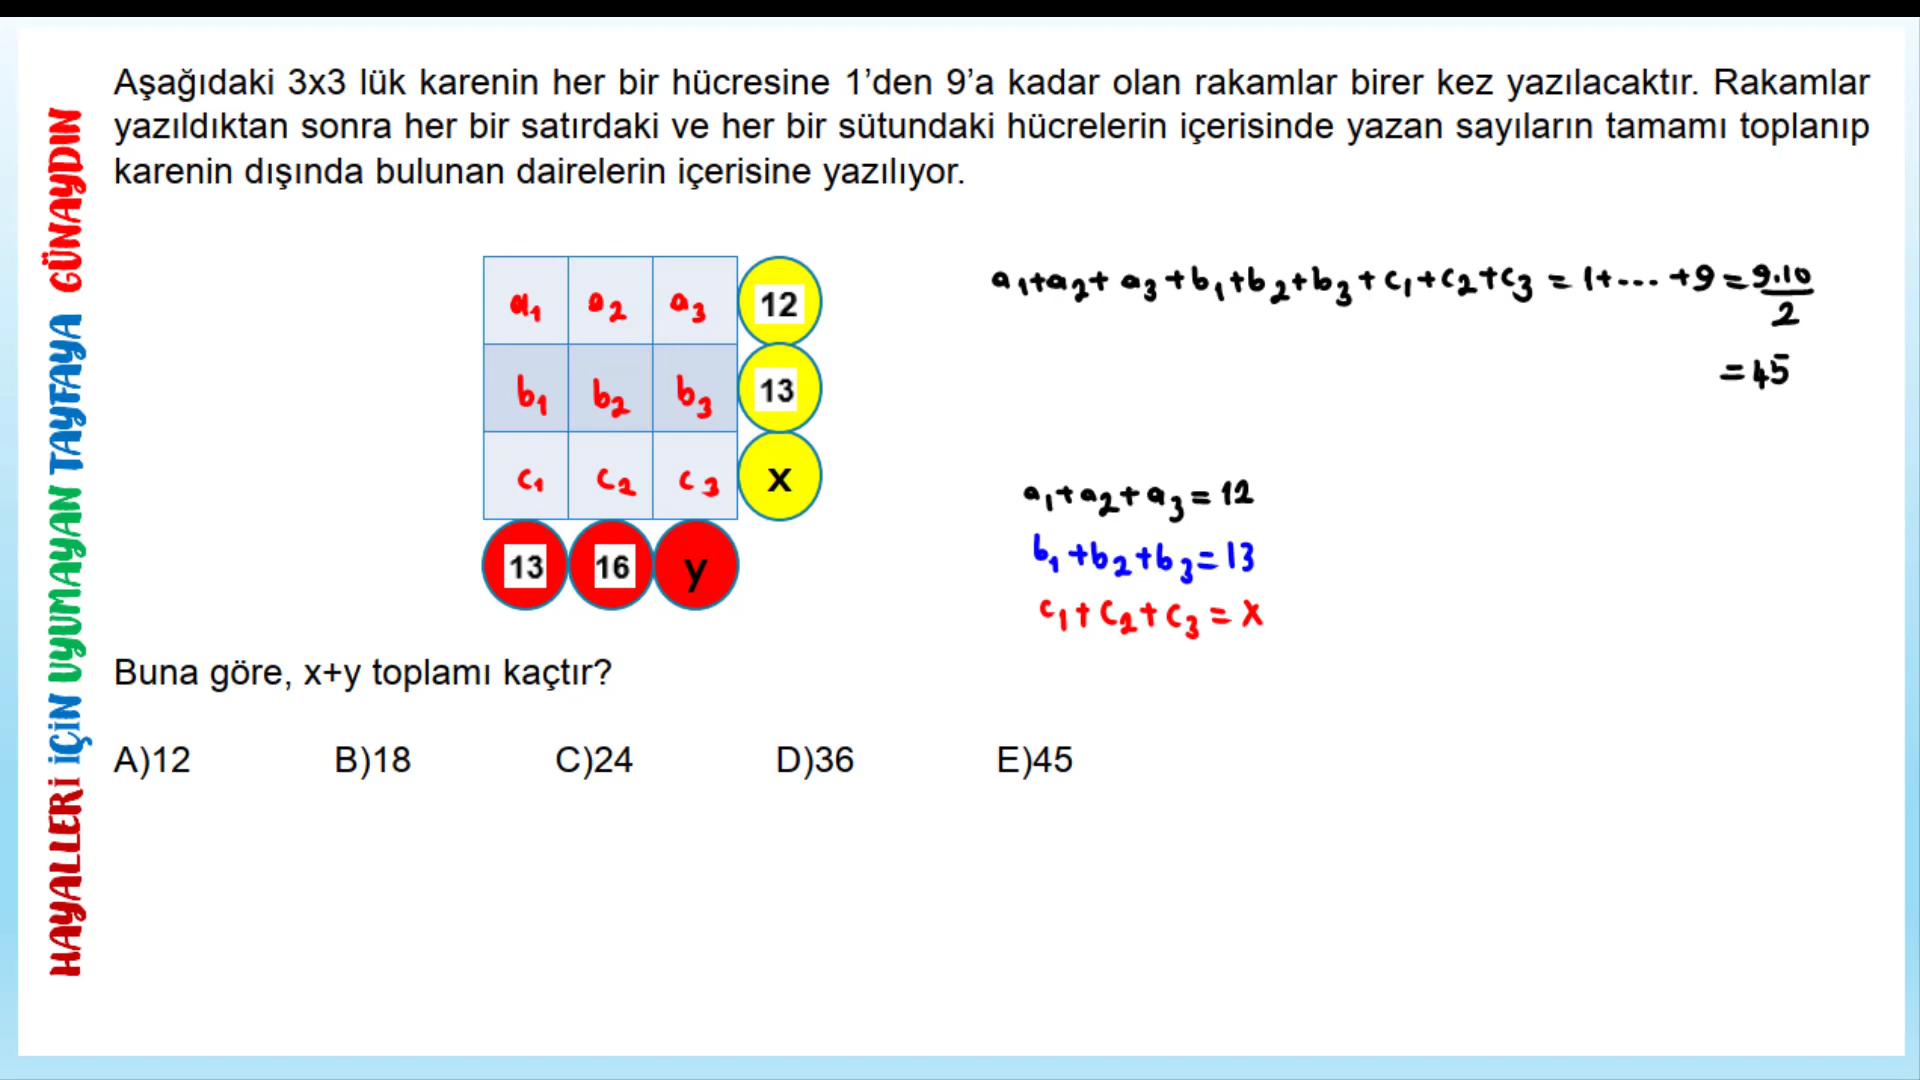 Aşağıdaki 3x3 lük karenin her bir hücresine 1’den 9’a kadar olan rakamlar birer kez yazılacaktır. Rakamlar
yazıldıktan sonra her bir satırdaki ve her bir sütundaki hücrelerin içerisinde yazan sayıların tamamı toplanıp
karenin dışında bulunan dairelerin içerisine yazılıyor.
HAYALLERİ İÇİN UYUMAYAN TAYFAYA GÜNAYDIN
a₁ a₂ a₃ 12
b₁ b₂ b₃ 13
c₁ c₂ c₃ x
13 16 y
a₁+a₂+a₃+b₁+b₂+b₃+c₁+c₂+c₃ = 1+... +9 = 9.10/2
= 45
a₁+a₂+a₃ = 12
b₁+b₂+b₃ = 13
c₁+c₂+c₃ = x
Buna göre, x+y toplamı kaçtır?
A)12 B)18 C)24 D)36 E)45